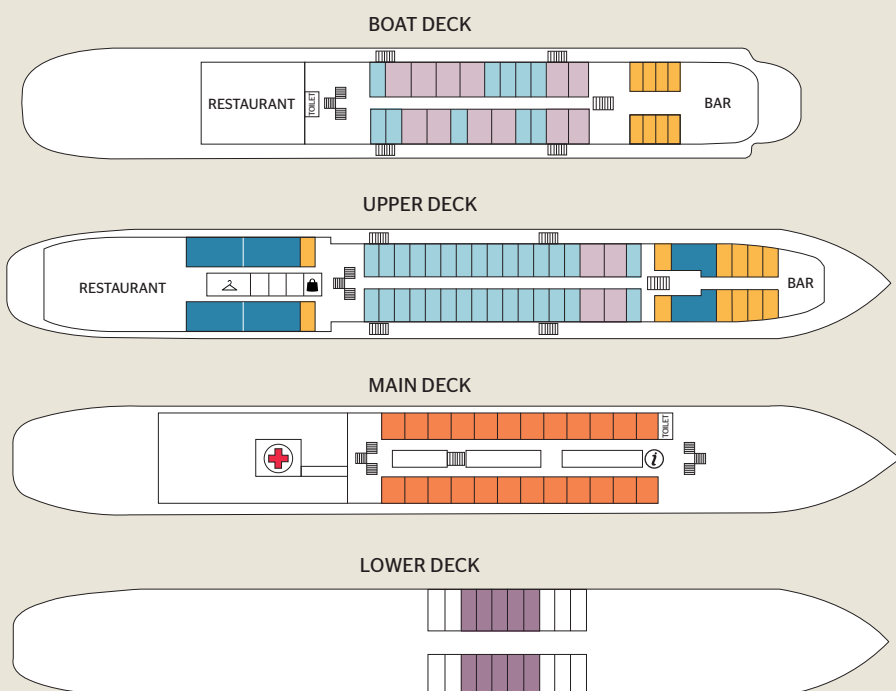 BOAT DECK
RESTAURANT
TOILET
BAR
UPPER DECK
RESTAURANT
BAR
MAIN DECK
TOILET
i
LOWER DECK